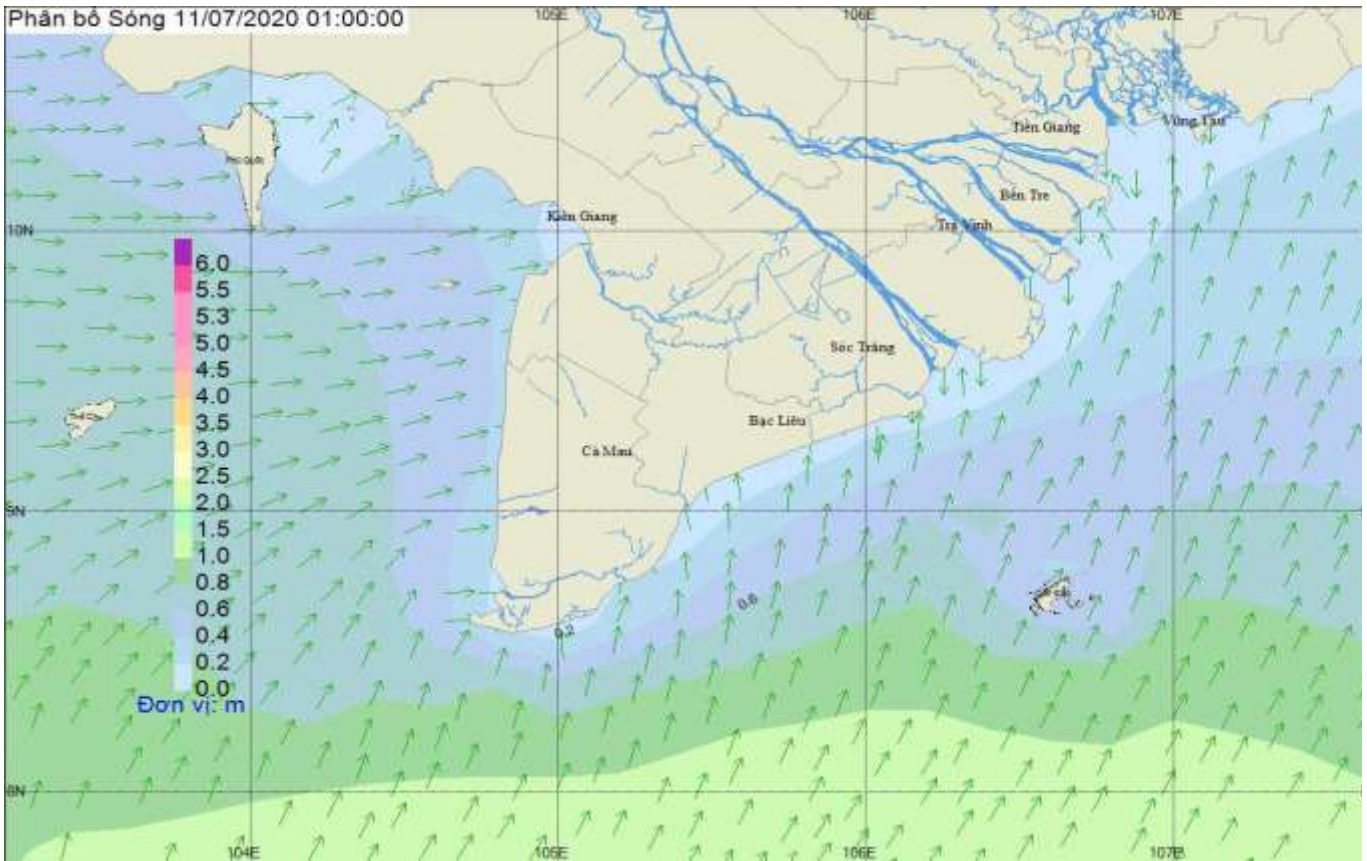 Phân bố Sóng 11/07/2020 01:00:00
105E
106E
107E
Vũng Tàu
Tiền Giang
Phú Quốc
Bến Tre
Kiên Giang
Trà Vinh
10N
6.0
5.5
5.3
5.0
4.5
4.0
3.5
3.0
2.5
2.0
1.5
1.0
0.8
0.6
0.4
0.2
0.0
Đơn vị: m
Sóc Trăng
Bạc Liêu
Cà Mau
9N
0.6
0.2
8N
104E
105E
106E
107E